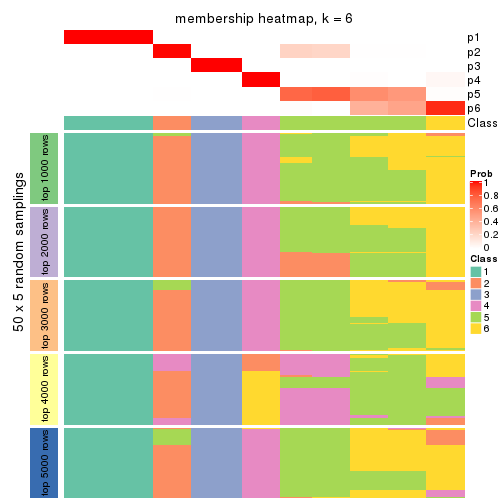 membership heatmap, k = 6
p1
p2
p3
p4
p5
p6
Class
50 x 5 random samplings
top 1000 rows
top 2000 rows
top 3000 rows
top 4000 rows
top 5000 rows
Prob
1
0.8
0.6
0.4
0.2
0
Class
1
2
3
4
5
6